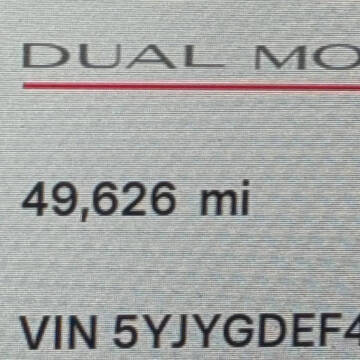 DUAL MO
49,626 mi
VIN 5YJYGDEF4